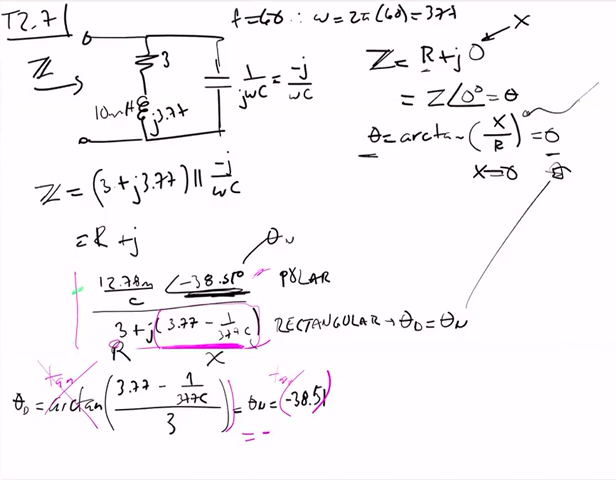 T2.71
f=60 ∴ ω=2π(60)=377
X
Z
3
10mH
j3.77
1/jωC = -j/ωC
Z = R+j0
= Z∠0° = θ
θ=arctan(X/R)=0
X=0
Z = (3+j3.77) || -j/ωC
= R+j
θN
12.78m/C ∠-38.51° POLAR
3+j(3.77 - 1/377C) RECTANGULAR → θD=θN
R X
tan tan
θD = arctan((3.77 - 1/377C)/3) = θN = (-38.51)
= -